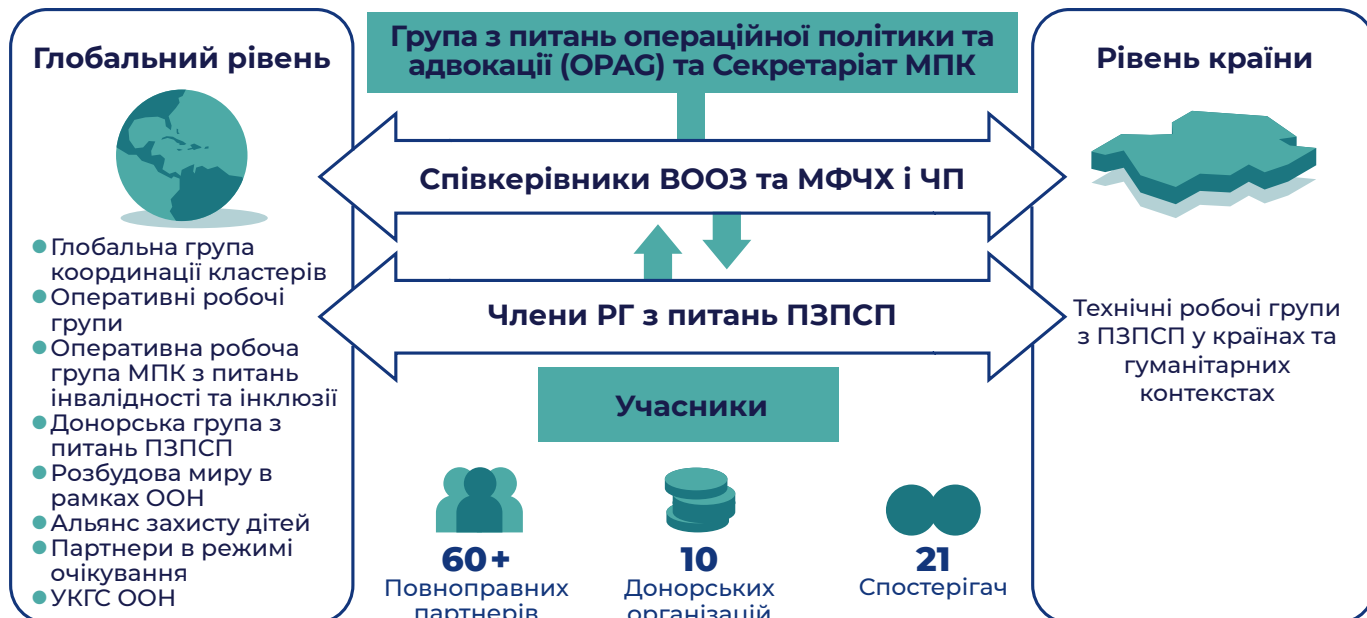 Глобальний рівень
Глобальна група
координації кластерів
Оперативні робочі
групи
Оперативна робоча
група МПК з питань
інвалідності та інклюзії
Донорська група з
питань ПЗПСП
Розбудова миру в
рамках ООН
Альянс захисту дітей
Партнери в режимі
очікування
УКГС ООН
Група з питань операційної політики та
адвокації (OPAG) та Секретаріат МПК
Співкерівники ВООЗ та МФЧХ і ЧП
Члени РГ з питань ПЗПСП
Учасники
60+
Повноправних
партнерів
10
Донорських
організацій
21
Спостерігач
Рівень країни
Технічні робочі групи
з ПЗПСП у країнах та
гуманітарних
контекстах